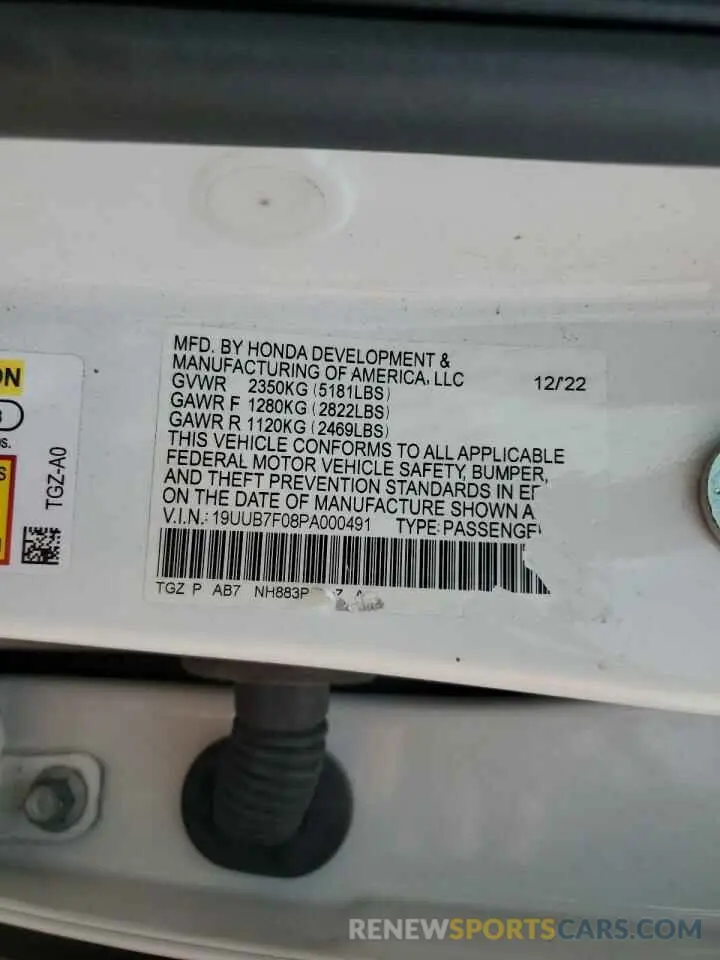 MFD. BY HONDA DEVELOPMENT &
MANUFACTURING OF AMERICA, LLC 12/'22
GVWR 2350KG (5181LBS)
GAWR F 1280KG (2822LBS)
GAWR R 1120KG (2469LBS)
THIS VEHICLE CONFORMS TO ALL APPLICABLE
FEDERAL MOTOR VEHICLE SAFETY, BUMPER,
AND THEFT PREVENTION STANDARDS IN
ON THE DATE OF MANUFACTURE SHOWN A
V.I.N.: 19UUB7F08PA000491 TYPE: PASSENGE
TGZ P AB7 NH883P
TGZ-A0
RENEWSPORTSCARS.COM